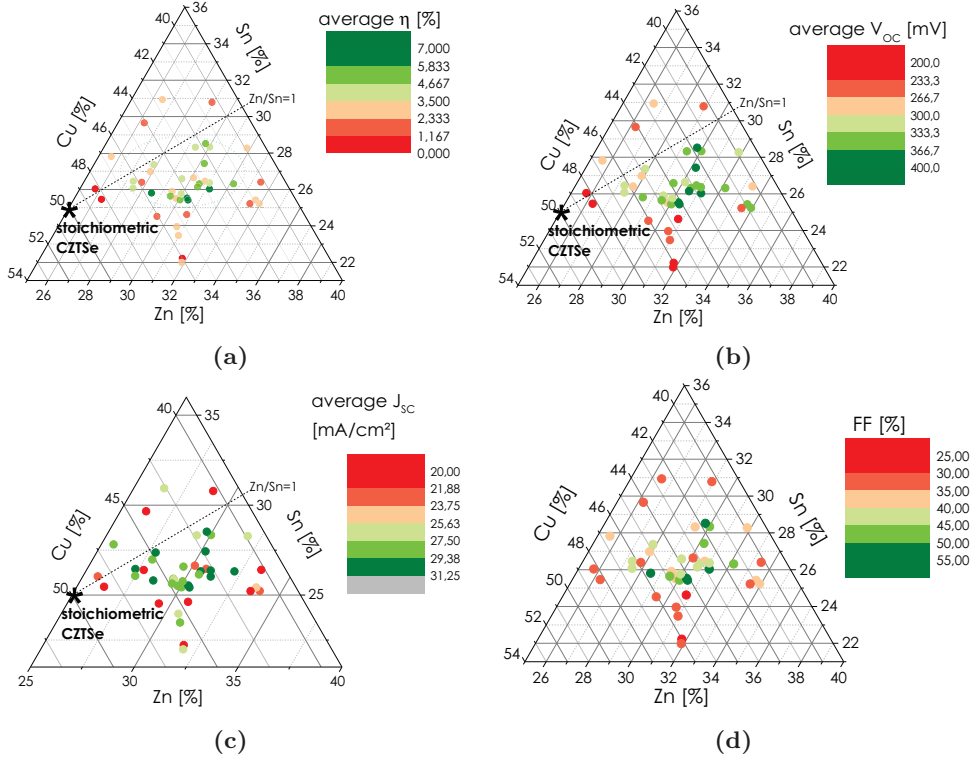 average η [%]
7,000
5,833
4,667
3,500
2,333
1,167
0,000
36
34
32
30
28
26
24
22
Sn [%]
Cu [%]
44
46
48
50
52
54
Zn/Sn=1
stoichiometric
CZTSe
26 28 30 32 34 36 38 40
Zn [%]
(a)
average V_OC [mV]
200,0
233,3
266,7
300,0
333,3
366,7
400,0
36
34
32
30
28
26
24
22
Sn [%]
Cu [%]
44
46
48
50
52
54
Zn/Sn=1
stoichiometric
CZTSe
26 28 30 32 34 36 38 40
Zn [%]
(b)
average J_SC
[mA/cm²]
20,00
21,88
23,75
25,63
27,50
29,38
31,25
40
35
45
Zn/Sn=1
30
Cu [%]
Sn [%]
50
25
stoichiometric
CZTSe
25 30 35 40
Zn [%]
(c)
FF [%]
25,00
30,00
35,00
40,00
45,00
50,00
55,00
36
34
32
30
28
26
24
22
Sn [%]
Cu [%]
40
42
44
46
48
50
52
54
26 28 30 32 34 36 38 40
Zn [%]
(d)